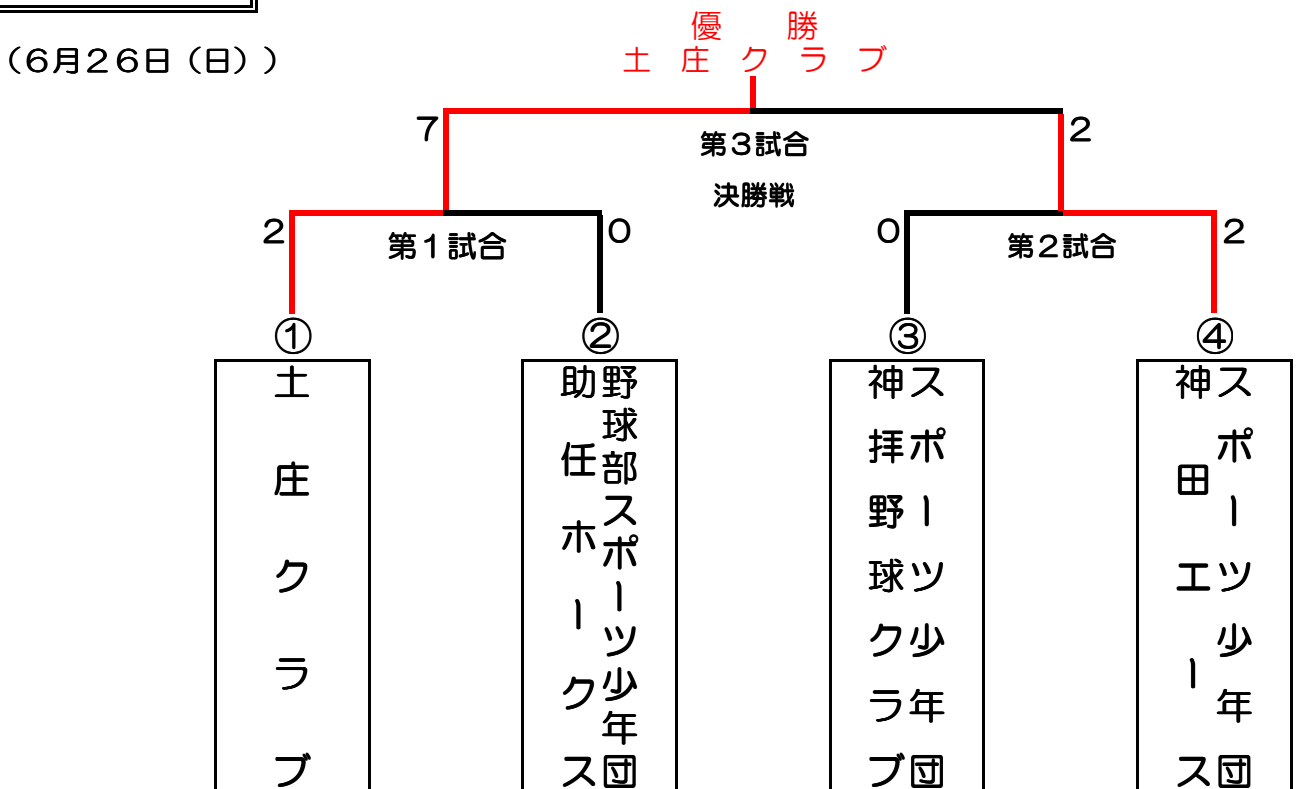 優勝
（６月２６日（日））
土庄クラブ
7
2
第３試合
決勝戦
2
0
0
2
第１試合
第２試合
①
②
③
④
土庄クラブ
助任ホークス
野球部スポーツ少年団
神拝野球クラブ
スポーツ少年団
神田エース
スポーツ少年団